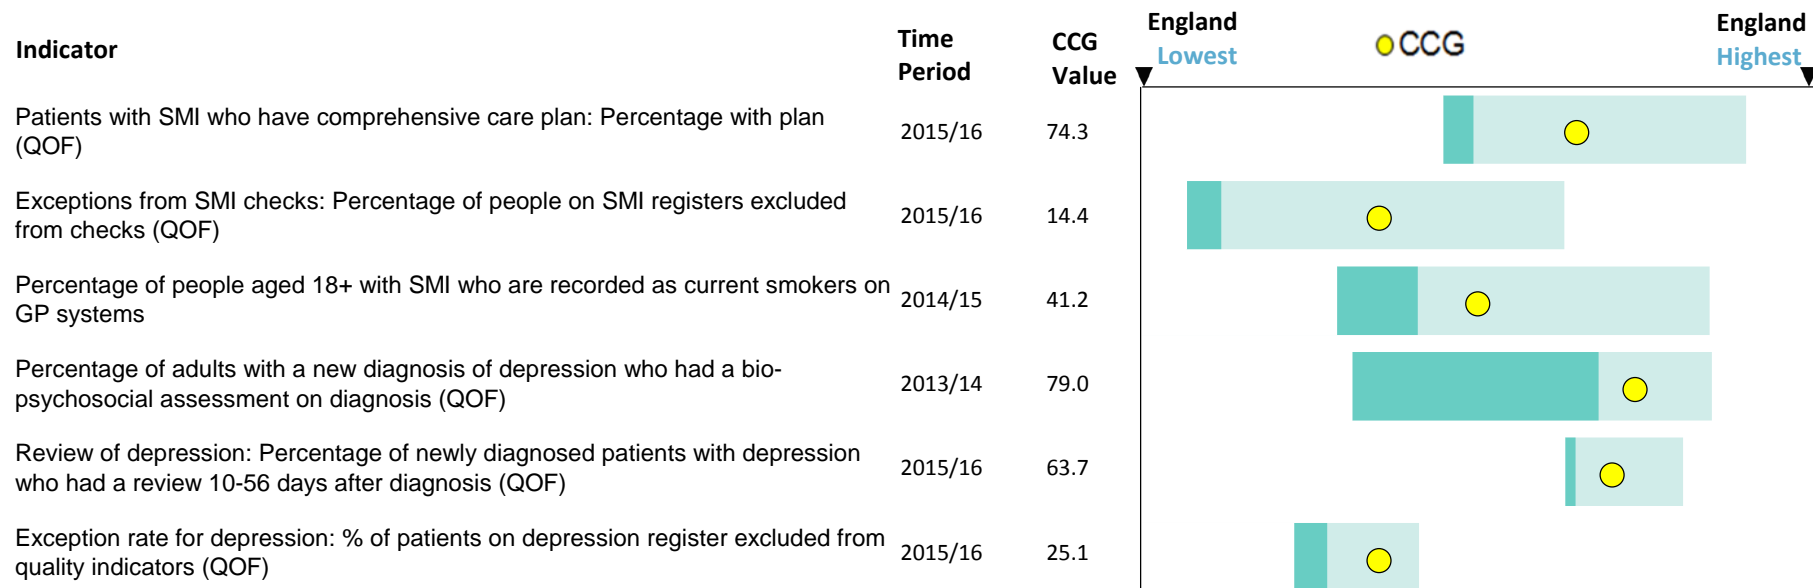 Indicator
Time
Period
CCG
Value
England
Lowest
CCG
England
Highest
Patients with SMI who have comprehensive care plan: Percentage with plan
(QOF)
2015/16
74.3
Exceptions from SMI checks: Percentage of people on SMI registers excluded
from checks (QOF)
2015/16
14.4
Percentage of people aged 18+ with SMI who are recorded as current smokers on
GP systems
2014/15
41.2
Percentage of adults with a new diagnosis of depression who had a bio-
psychosocial assessment on diagnosis (QOF)
2013/14
79.0
Review of depression: Percentage of newly diagnosed patients with depression
who had a review 10-56 days after diagnosis (QOF)
2015/16
63.7
Exception rate for depression: % of patients on depression register excluded from
quality indicators (QOF)
2015/16
25.1